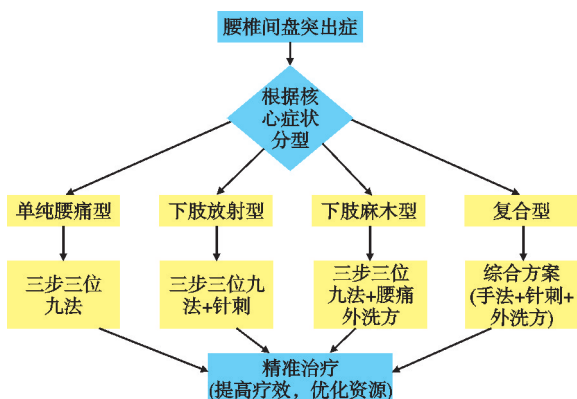 腰椎间盘突出症
根据核
心症状
分型
单纯腰痛型
下肢放射型
下肢麻木型
复合型
三步三位
九法
三步三位九
法+针刺
三步三位
九法+腰痛
外洗方
综合方案
(手法+针刺+
外洗方)
精准治疗
(提高疗效，优化资源)